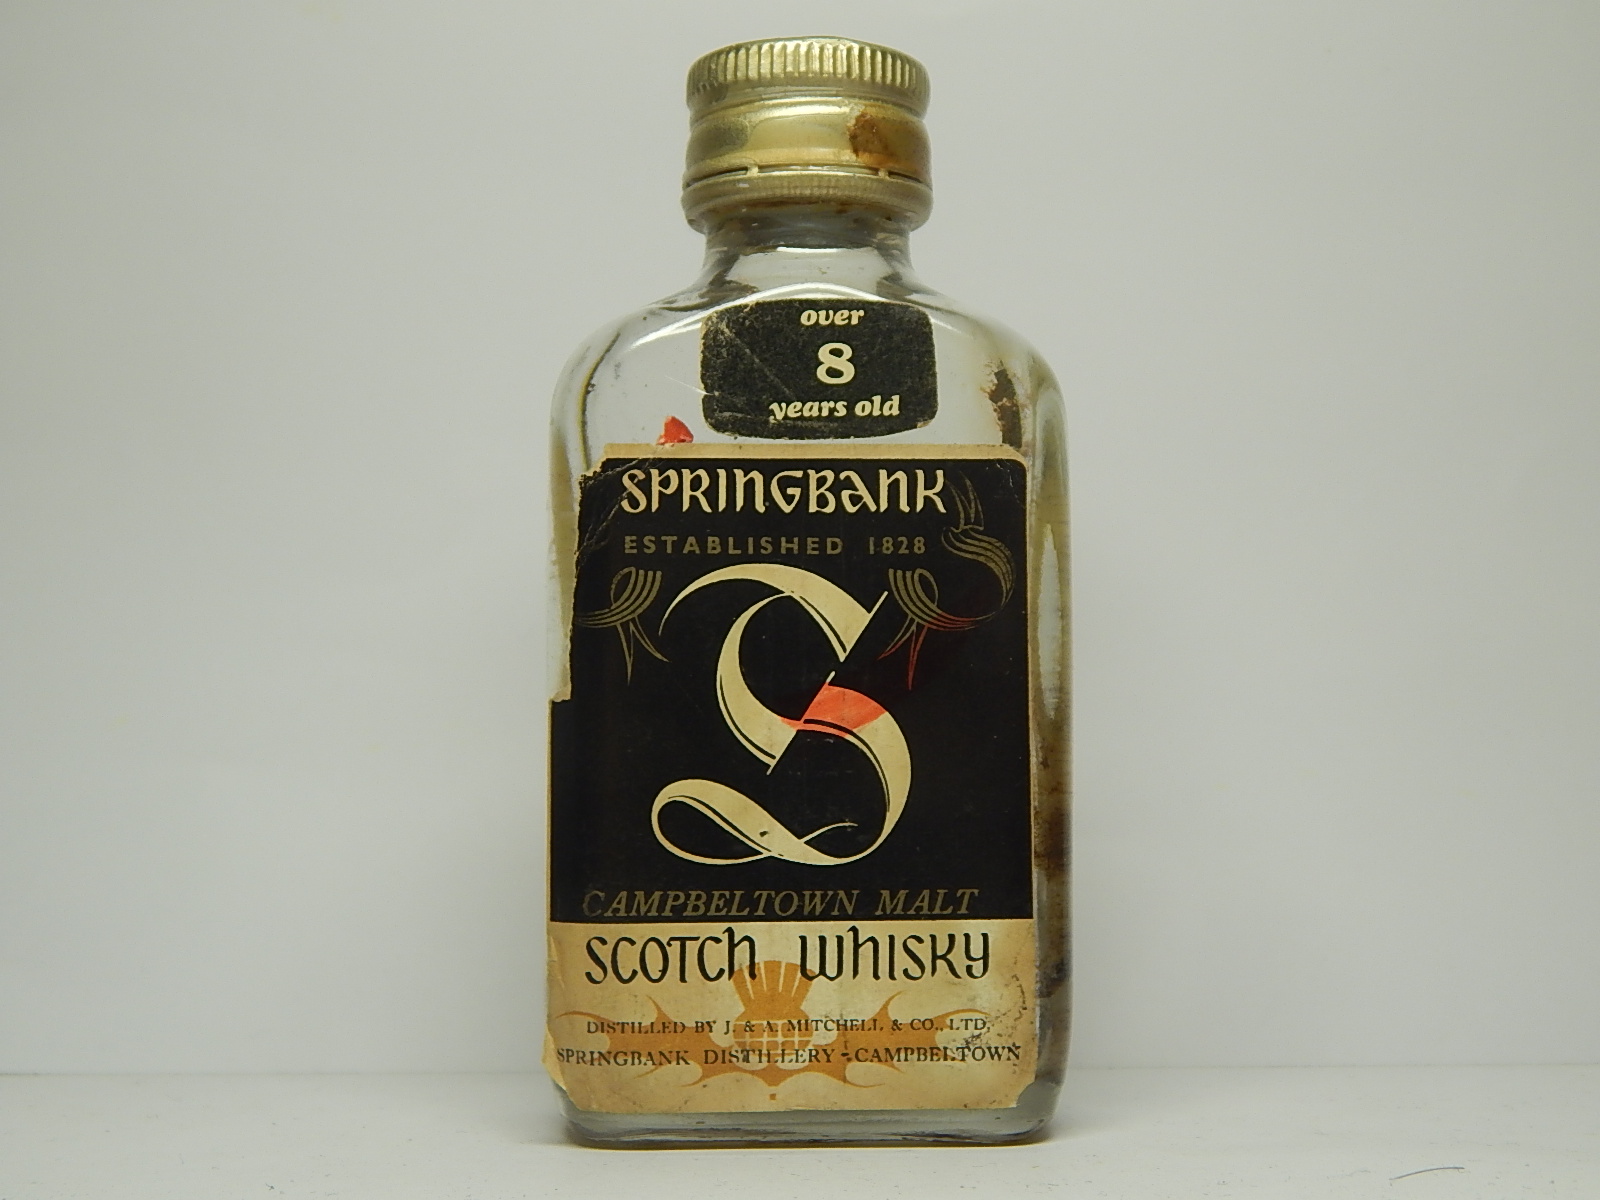 over
8
years old
SPRINGBANK
ESTABLISHED 1828
S
CAMPBELTOWN MALT
SCOTCH WHISKY
DISTILLED BY J. & A. MITCHELL & CO., LTD.
SPRINGBANK DISTILLERY - CAMPBELTOWN